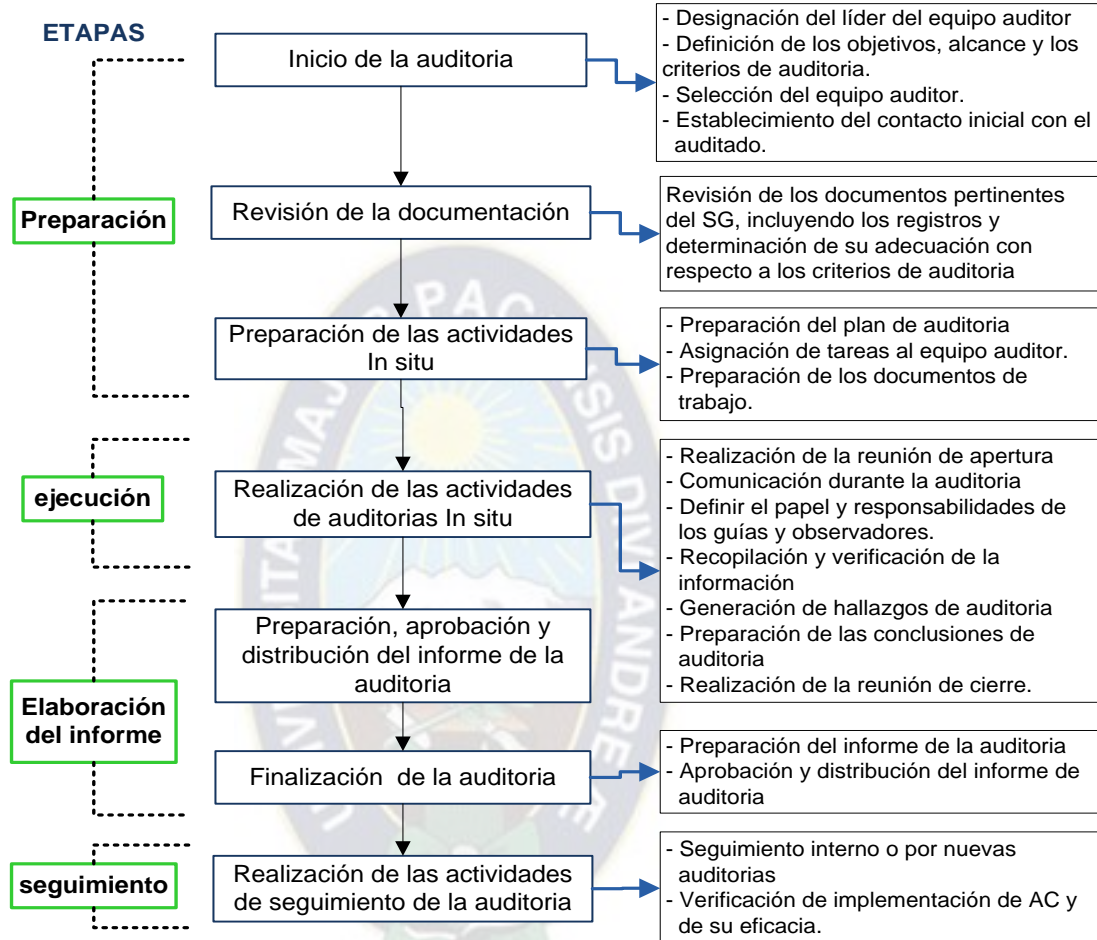 ETAPAS
Inicio de la auditoria
- Designación del líder del equipo auditor
- Definición de los objetivos, alcance y los
criterios de auditoria.
- Selección del equipo auditor.
- Establecimiento del contacto inicial con el
auditado.
Preparación
Revisión de la documentación
Revisión de los documentos pertinentes
del SG, incluyendo los registros y
determinación de su adecuación con
respecto a los criterios de auditoria
Preparación de las actividades
In situ
- Preparación del plan de auditoria
- Asignación de tareas al equipo auditor.
- Preparación de los documentos de
trabajo.
ejecución
Realización de las actividades
de auditorias In situ
- Realización de la reunión de apertura
- Comunicación durante la auditoria
- Definir el papel y responsabilidades de
los guías y observadores.
- Recopilación y verificación de la
información
- Generación de hallazgos de auditoria
- Preparación de las conclusiones de
auditoria
- Realización de la reunión de cierre.
Elaboración
del informe
Preparación, aprobación y
distribución del informe de la
auditoria
Finalización de la auditoria
- Preparación del informe de la auditoria
- Aprobación y distribución del informe de
auditoria
seguimiento
Realización de las actividades
de seguimiento de la auditoria
- Seguimiento interno o por nuevas
auditorias
- Verificación de implementación de AC y
de su eficacia.